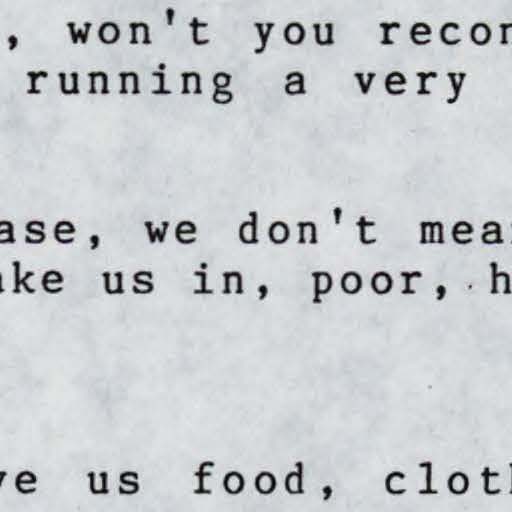 , won't you recon
running a very
ase, we don't mea
ake us in, poor, h
ve us food, cloth